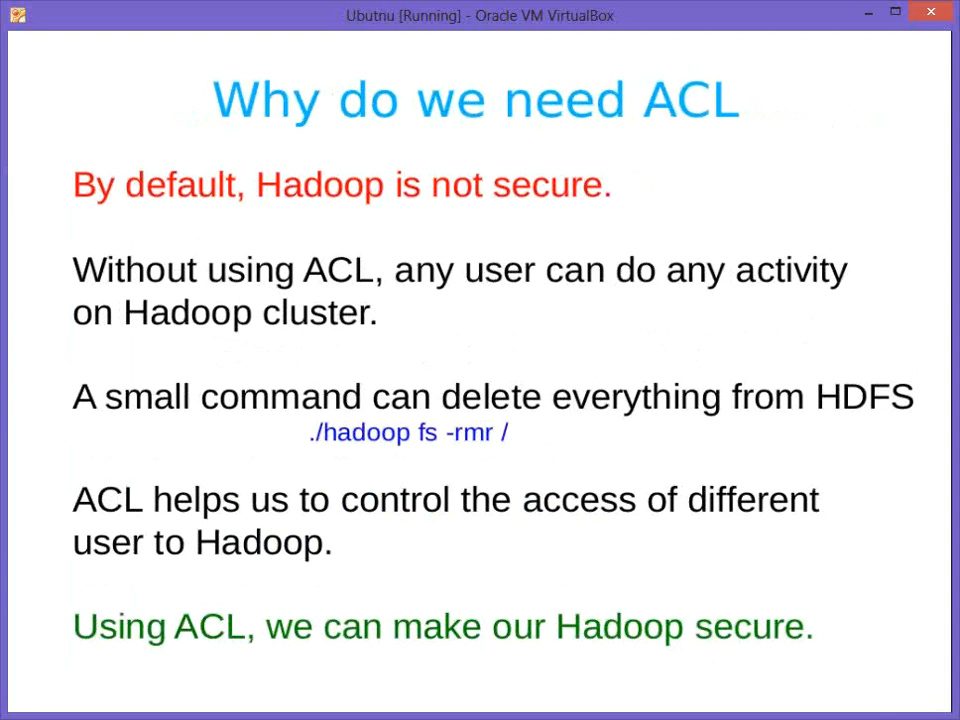 Ubutnu [Running] - Oracle VM VirtualBox
Why do we need ACL
By default, Hadoop is not secure.
Without using ACL, any user can do any activity
on Hadoop cluster.
A small command can delete everything from HDFS
./hadoop fs -rmr /
ACL helps us to control the access of different
user to Hadoop.
Using ACL, we can make our Hadoop secure.